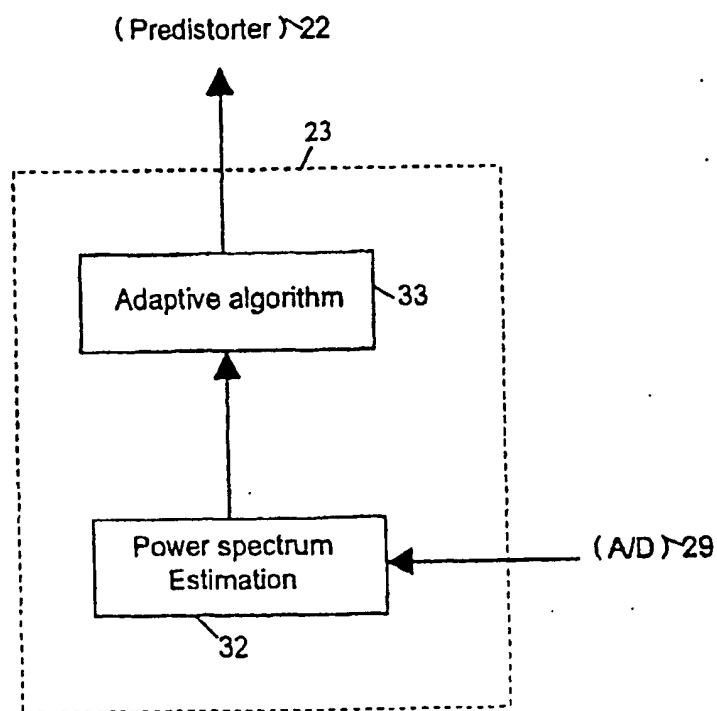 (Predistorter)~22
23
Adaptive algorithm
33
Power spectrum
Estimation
(A/D)~29
32